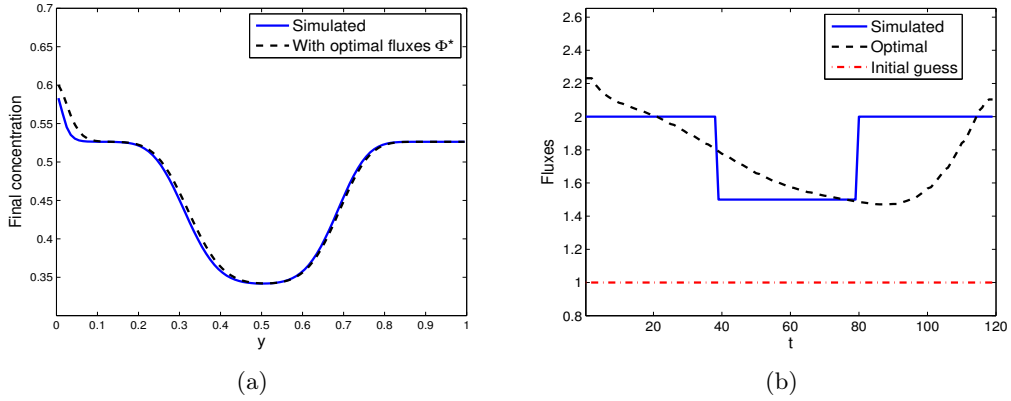 0.7
0.65
0.6
0.55
0.5
0.45
0.4
0.35
0 0.1 0.2 0.3 0.4 0.5 0.6 0.7 0.8 0.9 1
Final concentration
y
Simulated
With optimal fluxes Φ*
(a)
2.6
2.4
2.2
2
1.8
1.6
1.4
1.2
1
0.8
20 40 60 80 100 120
Fluxes
t
Simulated
Optimal
Initial guess
(b)